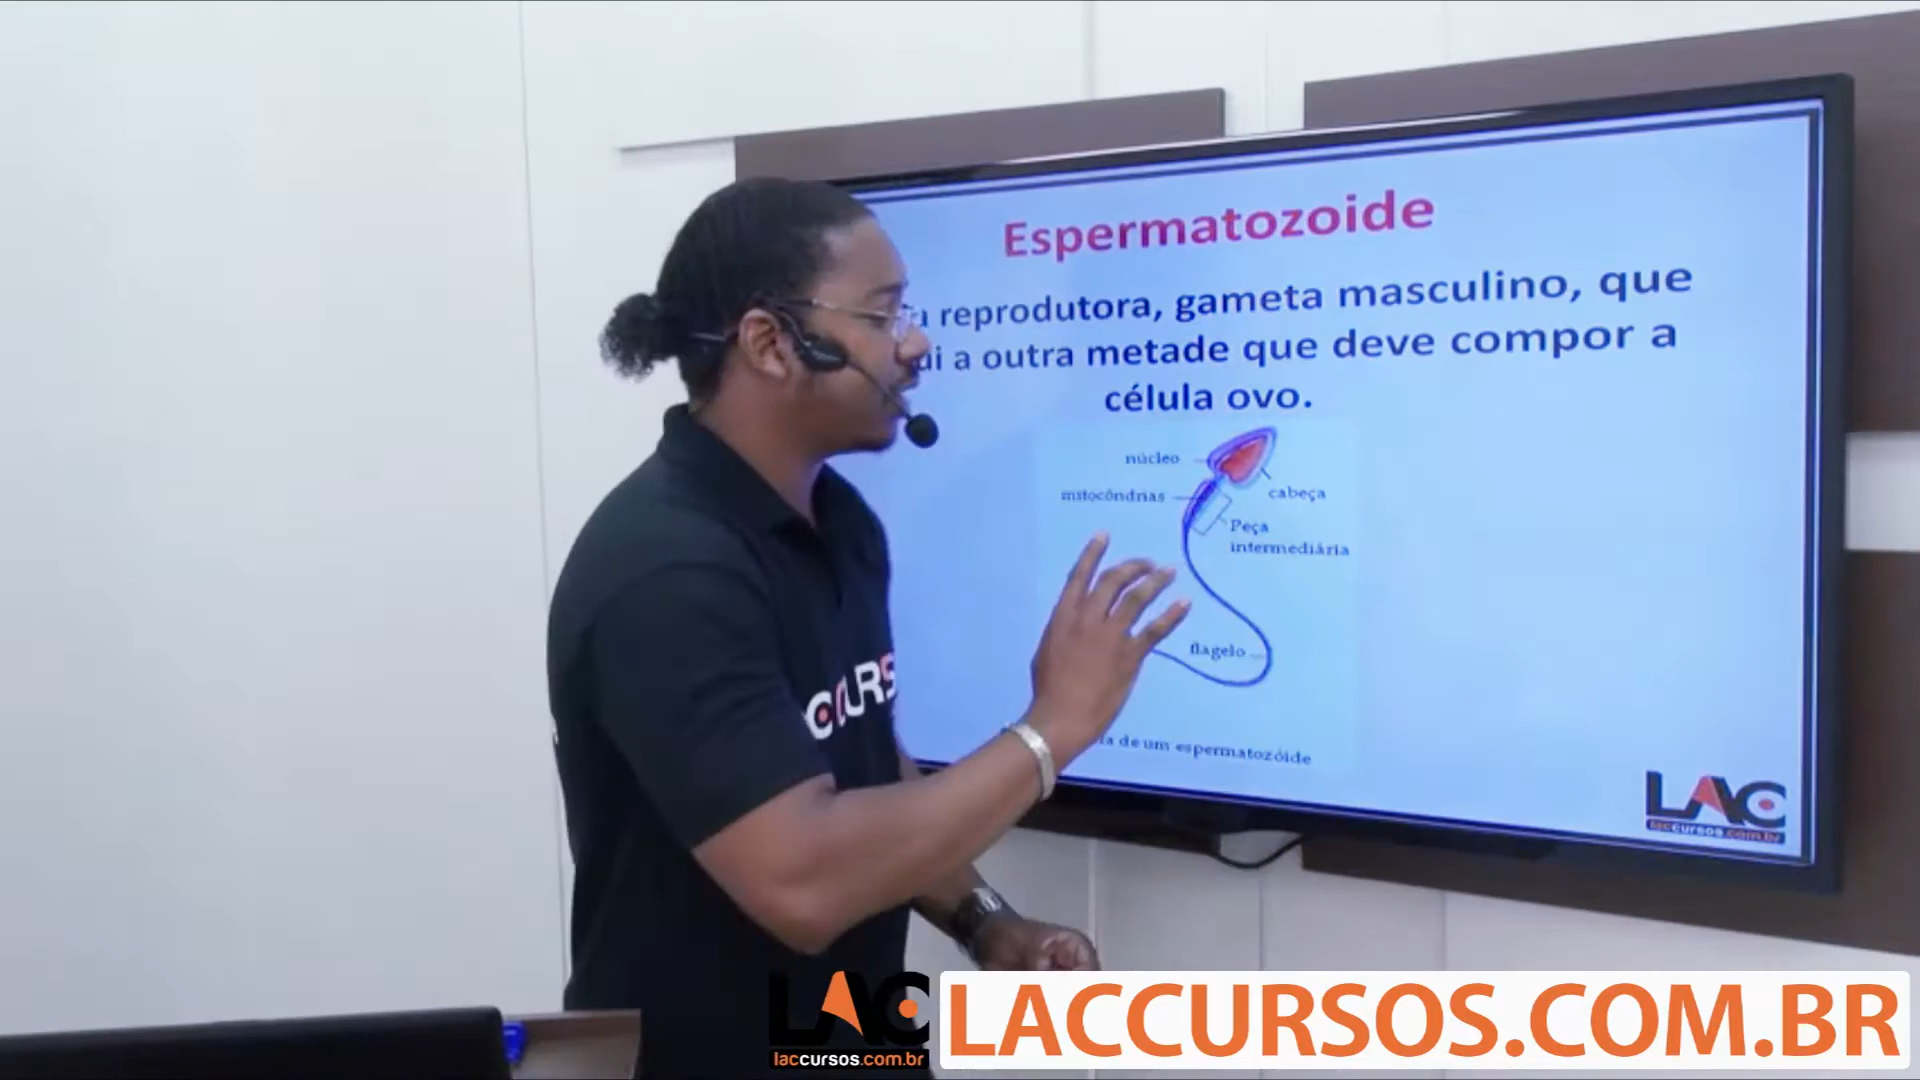 Espermatozoide
reprodutora, gameta masculino, que
a outra metade que deve compor a
célula ovo.
núcleo
mitocôndrias
cabeça
Peça
intermediária
flagelo
de um espermatozóide
LAC
laccursos.com.br
LAC
laccursos.com.br
LACCURSOS.COM.BR